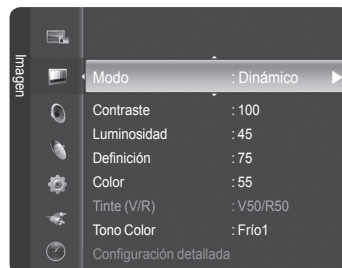 Imagen
Modo : Dinámico
Contraste : 100
Luminosidad : 45
Definición : 75
Color : 55
Tinte (V/R) : V50/R50
Tono Color : Frío1
Configuración detallada